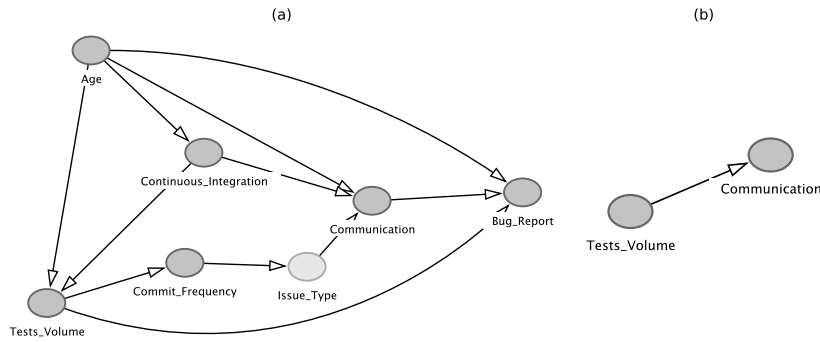 (a)
(b)
Age
Continuous_Integration
Communication
Bug_Report
Commit_Frequency
Issue_Type
Tests_Volume
Communication
Tests_Volume